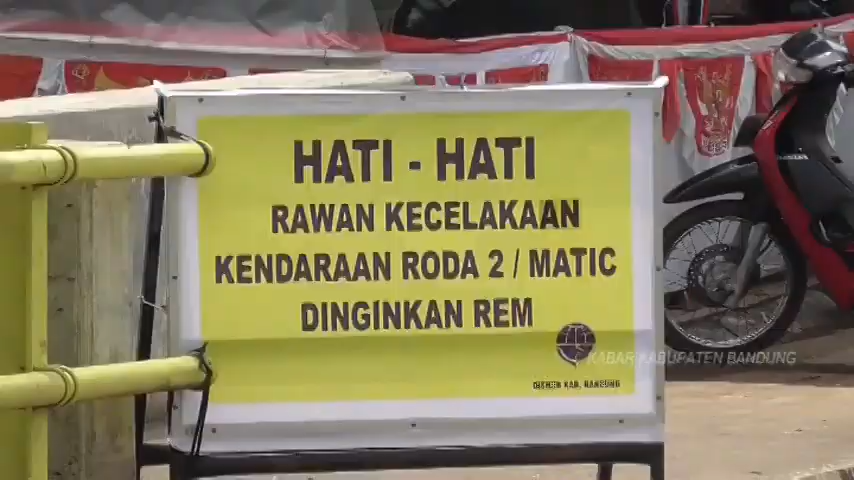 HATI - HATI
RAWAN KECELAKAAN
KENDARAAN RODA 2 / MATIC
DINGINKAN REM
KABAR KABUPATEN BANDUNG
DISHUB KAB. BANDUNG